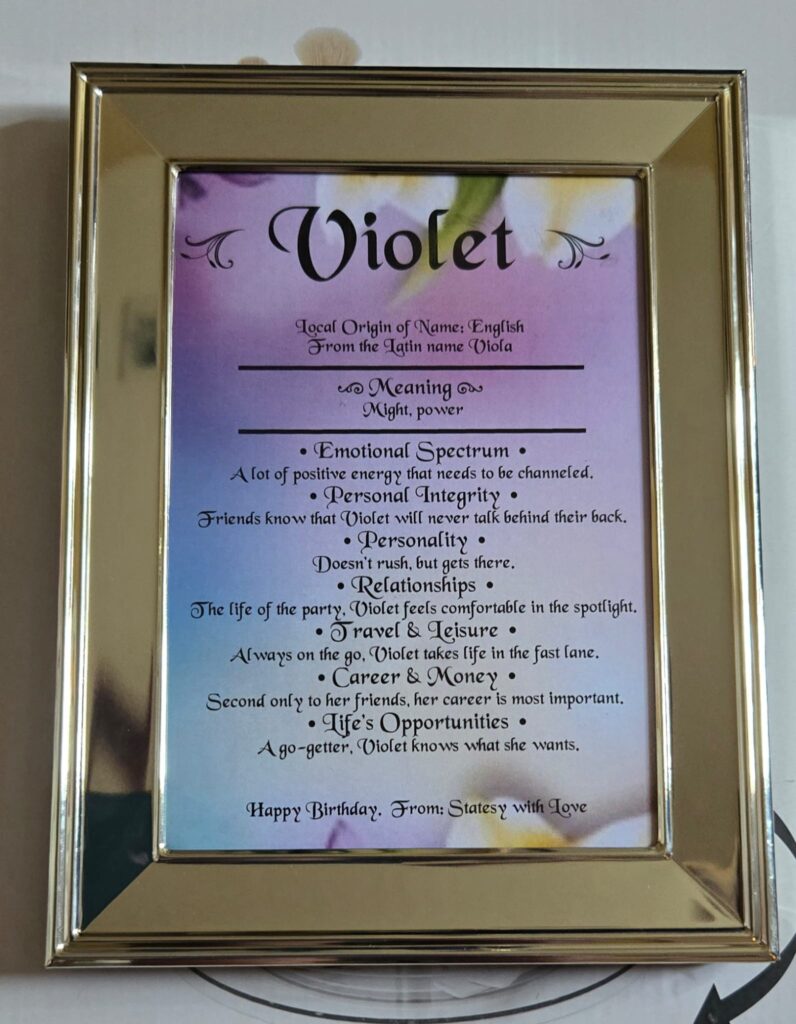 Violet
Local Origin of Name: English
From the Latin name Viola
Meaning
Might, power
• Emotional Spectrum •
A lot of positive energy that needs to be channeled.
• Personal Integrity •
Friends know that Violet will never talk behind their back.
• Personality •
Doesn't rush, but gets there.
• Relationships •
The life of the party, Violet feels comfortable in the spotlight.
• Travel & Leisure •
Always on the go, Violet takes life in the fast lane.
• Career & Money •
Second only to her friends, her career is most important.
• Life's Opportunities •
A go-getter, Violet knows what she wants.
Happy Birthday. From: Statesy with Love